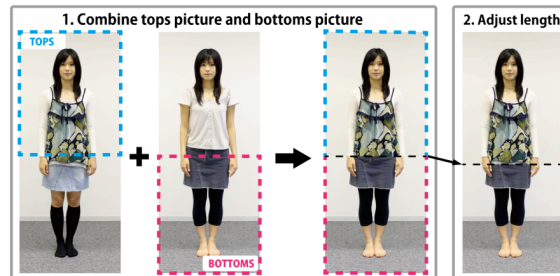 1. Combine tops picture and bottoms picture
TOPS
BOTTOMS
2. Adjust length